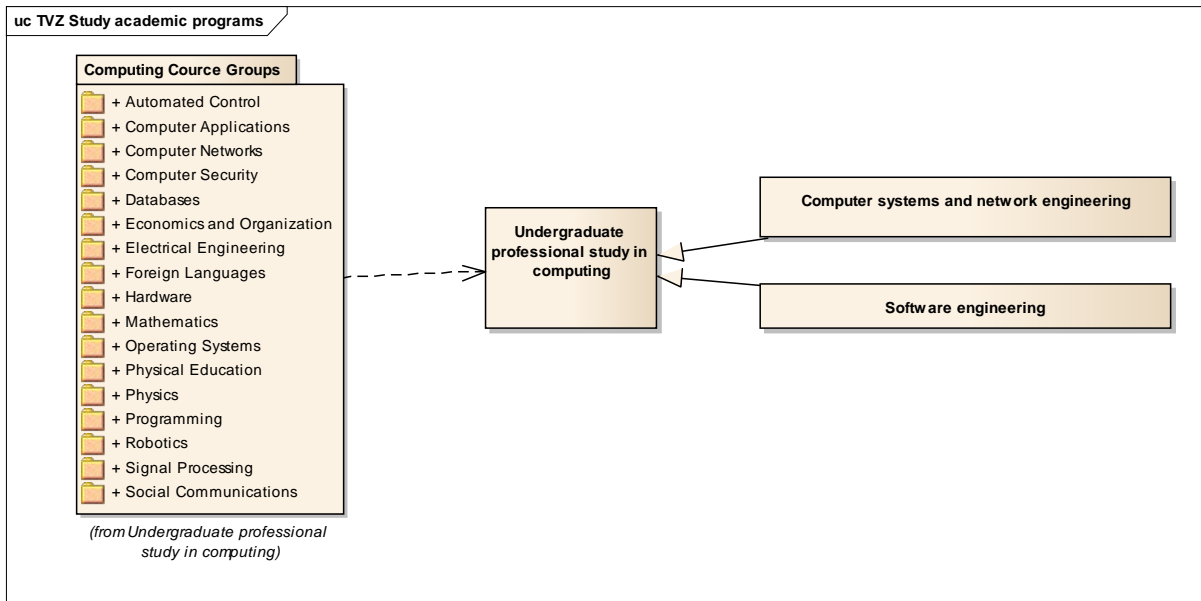 uc TVZ Study academic programs
Computing Cource Groups
+ Automated Control
+ Computer Applications
+ Computer Networks
+ Computer Security
+ Databases
+ Economics and Organization
+ Electrical Engineering
+ Foreign Languages
+ Hardware
+ Mathematics
+ Operating Systems
+ Physical Education
+ Physics
+ Programming
+ Robotics
+ Signal Processing
+ Social Communications
(from Undergraduate professional
study in computing)
Undergraduate
professional study in
computing
Computer systems and network engineering
Software engineering